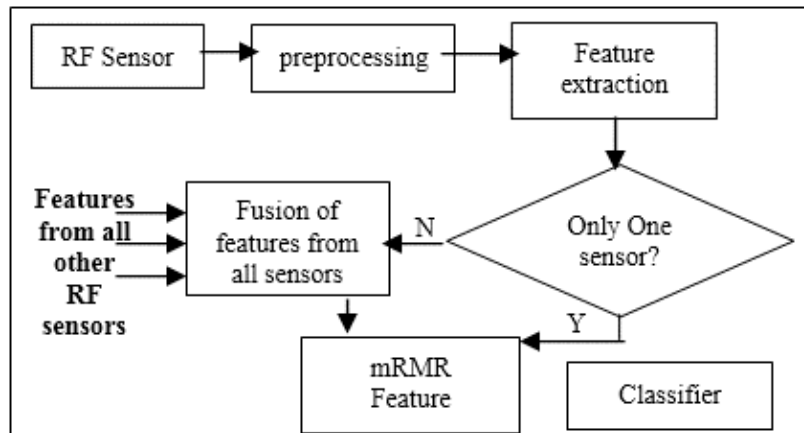 RF Sensor
preprocessing
Feature
extraction
Features
from all
other
RF
sensors
Fusion of
features from
all sensors
N
Only One
sensor?
Y
mRMR
Feature
Classifier